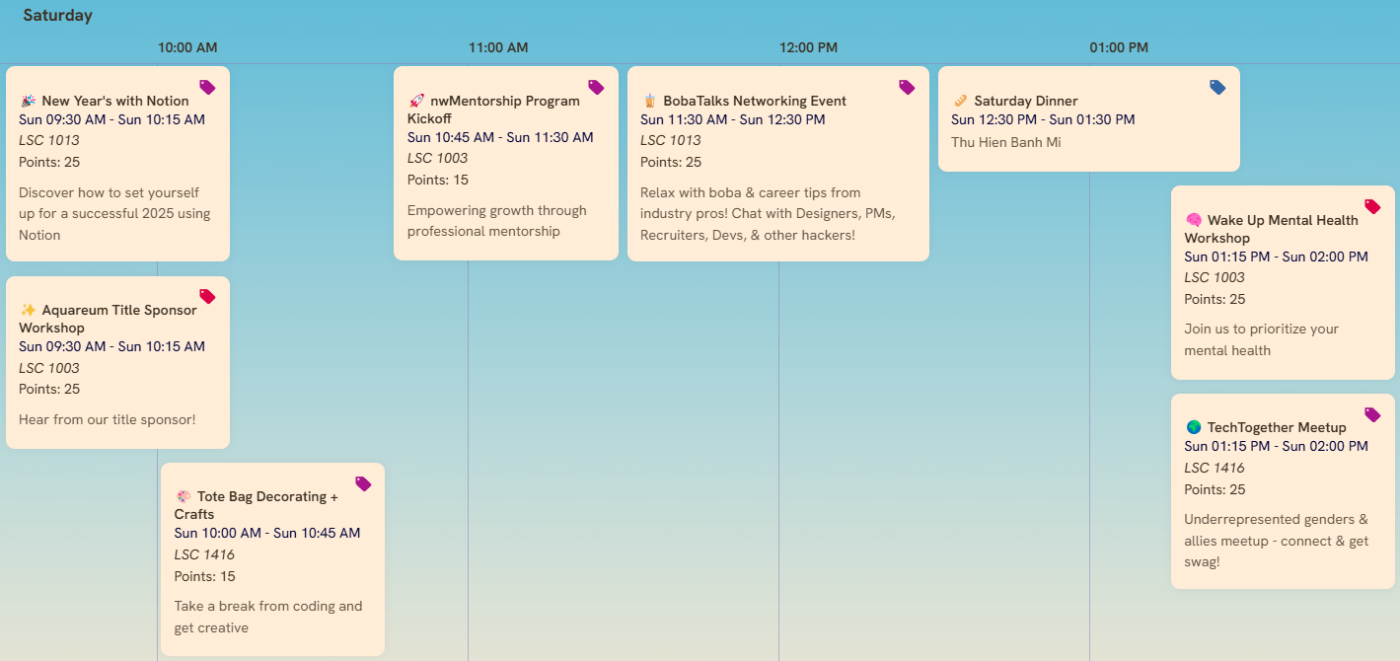 Saturday
10:00 AM
11:00 AM
12:00 PM
01:00 PM
🎉 New Year's with Notion
Sun 09:30 AM - Sun 10:15 AM
LSC 1013
Points: 25
Discover how to set yourself
up for a successful 2025 using
Notion
✨ Aquareum Title Sponsor
Workshop
Sun 09:30 AM - Sun 10:15 AM
LSC 1003
Points: 25
Hear from our title sponsor!
🎨 Tote Bag Decorating +
Crafts
Sun 10:00 AM - Sun 10:45 AM
LSC 1416
Points: 15
Take a break from coding and
get creative
🚀 nwMentorship Program
Kickoff
Sun 10:45 AM - Sun 11:30 AM
LSC 1003
Points: 15
Empowering growth through
professional mentorship
🧋 BobaTalks Networking Event
Sun 11:30 AM - Sun 12:30 PM
LSC 1013
Points: 25
Relax with boba & career tips from
industry pros! Chat with Designers, PMs,
Recruiters, Devs, & other hackers!
🥖 Saturday Dinner
Sun 12:30 PM - Sun 01:30 PM
Thu Hien Banh Mi
🧠 Wake Up Mental Health
Workshop
Sun 01:15 PM - Sun 02:00 PM
LSC 1003
Points: 25
Join us to prioritize your
mental health
🌍 TechTogether Meetup
Sun 01:15 PM - Sun 02:00 PM
LSC 1416
Points: 25
Underrepresented genders &
allies meetup - connect & get
swag!